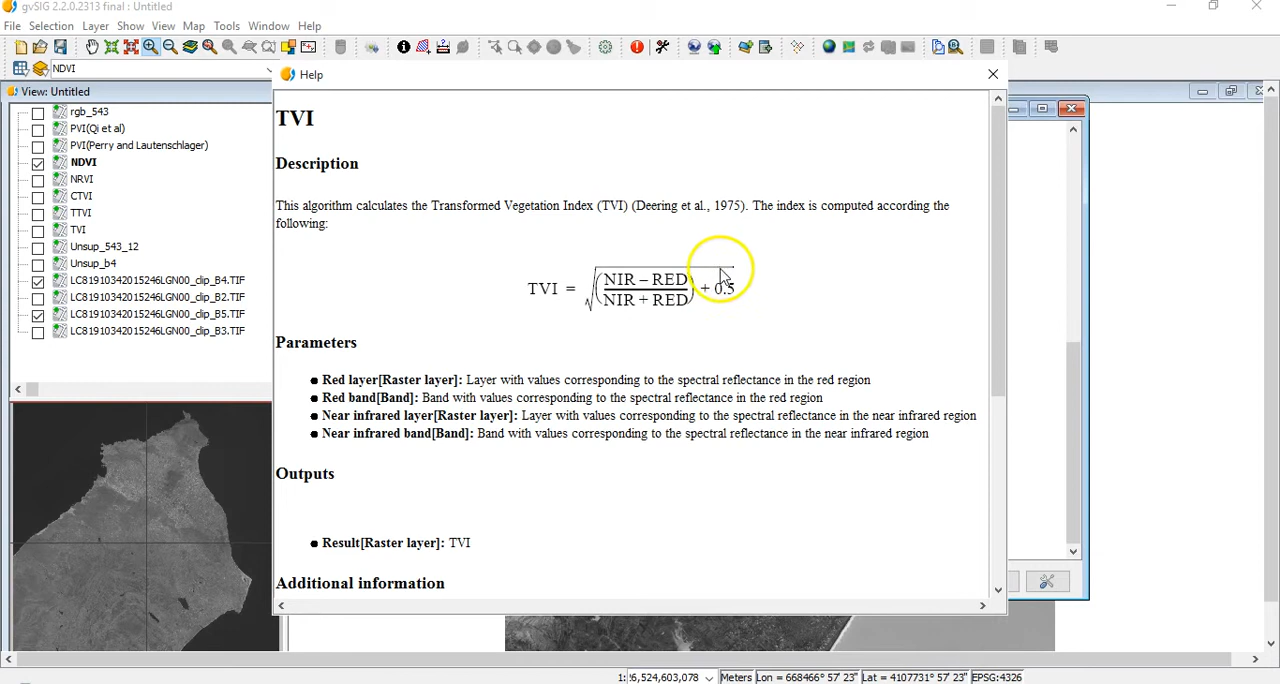 gvSIG 2.2.0.2313 final : Untitled
File Selection Layer Show View Map Tools Window Help
NDVI
View: Untitled
rgb_543
PVI(Qi et al)
PVI(Perry and Lautenschlager)
NDVI
NRVI
CTVI
TTVI
TVI
Unsup_543_12
Unsup_b4
LC81910342015246LGN00_clip_B4.TIF
LC81910342015246LGN00_clip_B2.TIF
LC81910342015246LGN00_clip_B5.TIF
LC81910342015246LGN00_clip_B3.TIF
Help
TVI
Description
This algorithm calculates the Transformed Vegetation Index (TVI) (Deering et al., 1975). The index is computed according the
following:
TVI = √((NIR − RED)/(NIR + RED)) + 0.5
Parameters
Red layer[Raster layer]: Layer with values corresponding to the spectral reflectance in the red region
Red band[Band]: Band with values corresponding to the spectral reflectance in the red region
Near infrared layer[Raster layer]: Layer with values corresponding to the spectral reflectance in the near infrared region
Near infrared band[Band]: Band with values corresponding to the spectral reflectance in the near infrared region
Outputs
Result[Raster layer]: TVI
Additional information
1: !6,524,603,078 Meters Lon = 668466° 57' 23" Lat = 4107731° 57' 23" EPSG:4326